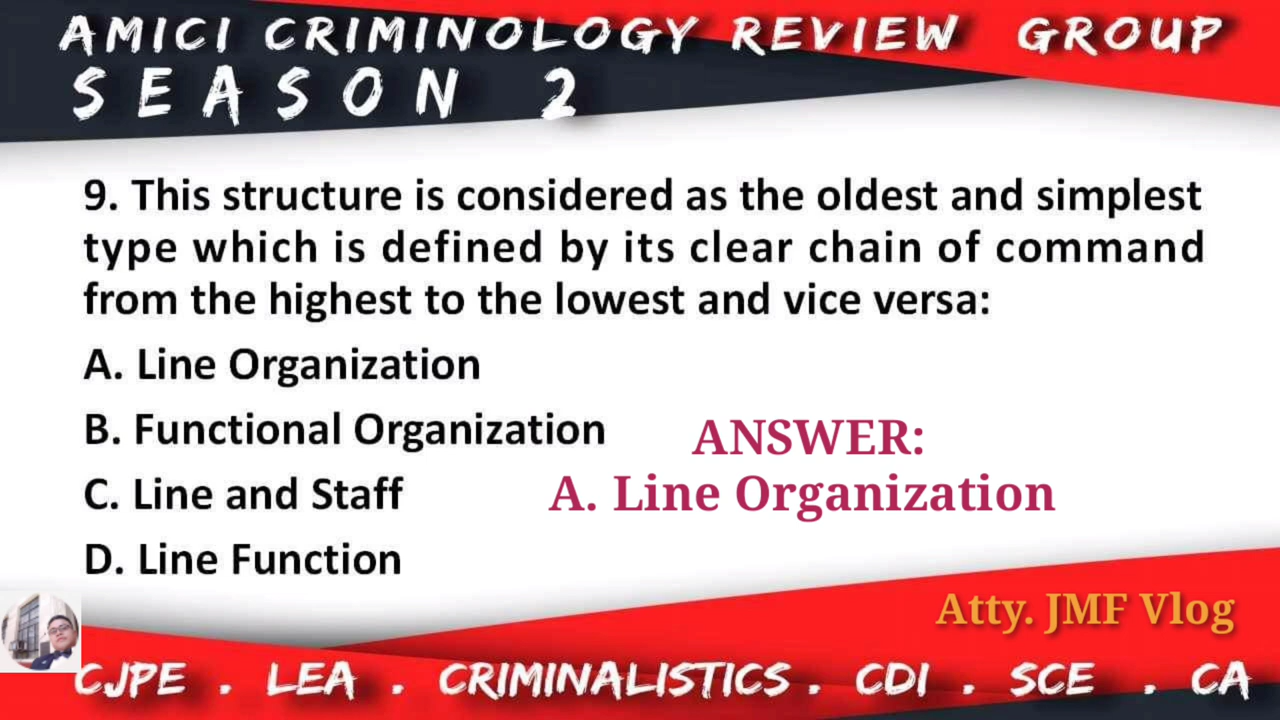 AMICI CRIMINOLOGY REVIEW GROUP
SEASON 2
9. This structure is considered as the oldest and simplest
type which is defined by its clear chain of command
from the highest to the lowest and vice versa:
A. Line Organization
B. Functional Organization
C. Line and Staff
D. Line Function
ANSWER:
A. Line Organization
Atty. JMF Vlog
CJPE . LEA . CRIMINALISTICS . CDI . SCE . CA